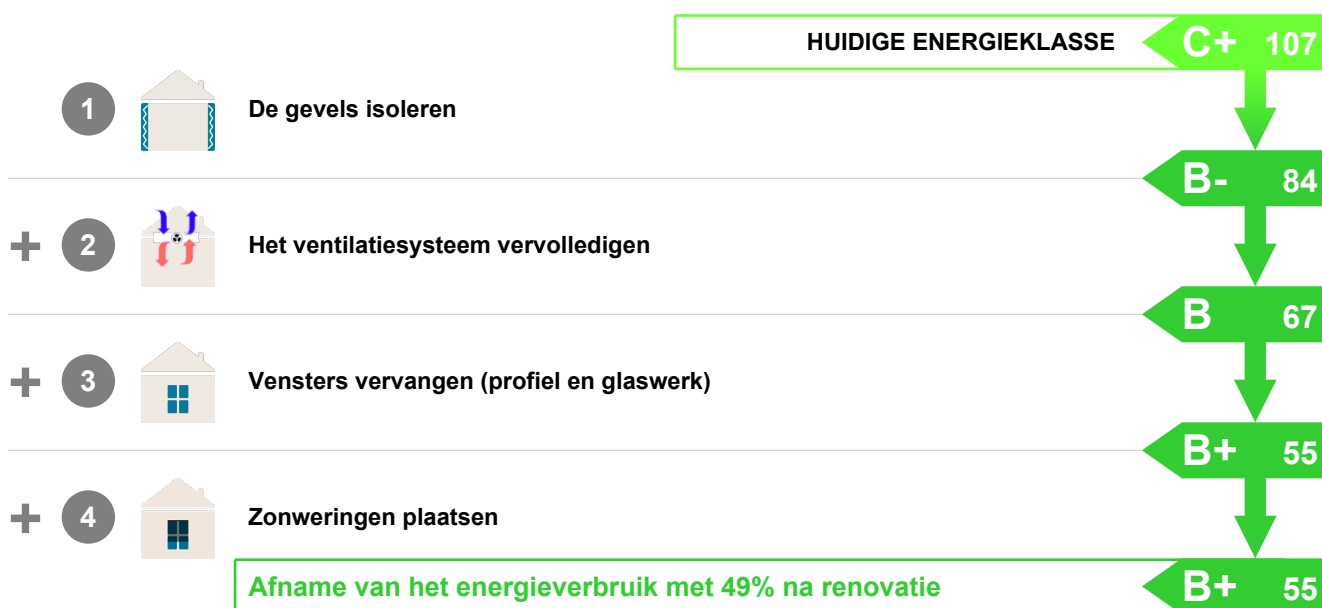 HUIDIGE ENERGIEKLASSE C+ 107
1 De gevels isoleren
B- 84
+ 2 Het ventilatiesysteem vervolledigen
B 67
+ 3 Vensters vervangen (profiel en glaswerk)
B+ 55
+ 4 Zonweringen plaatsen
Afname van het energieverbruik met 49% na renovatie B+ 55